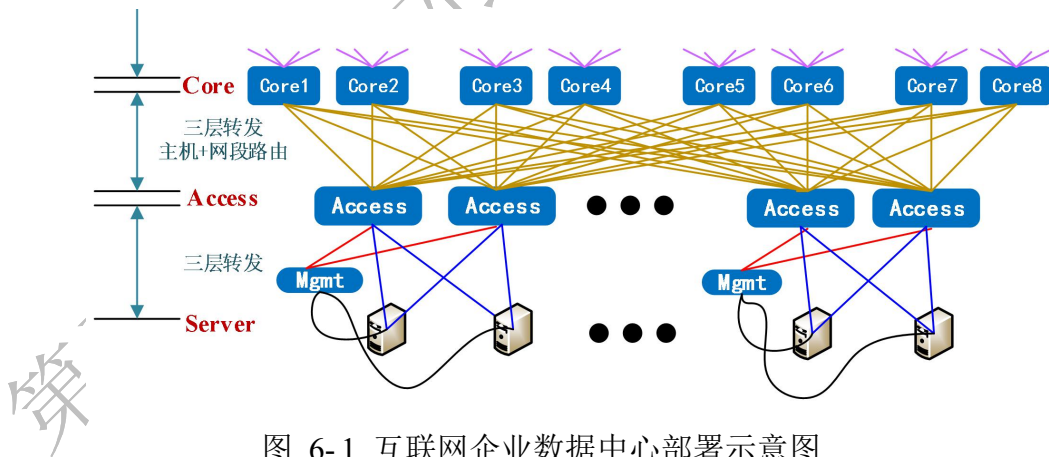 Core
Core1 Core2 Core3 Core4 Core5 Core6 Core7 Core8
三层转发
主机+网段路由
Access
Access Access Access Access
三层转发
Mgmt Mgmt
Server
第
图 6-1 互联网企业数据中心部署示意图